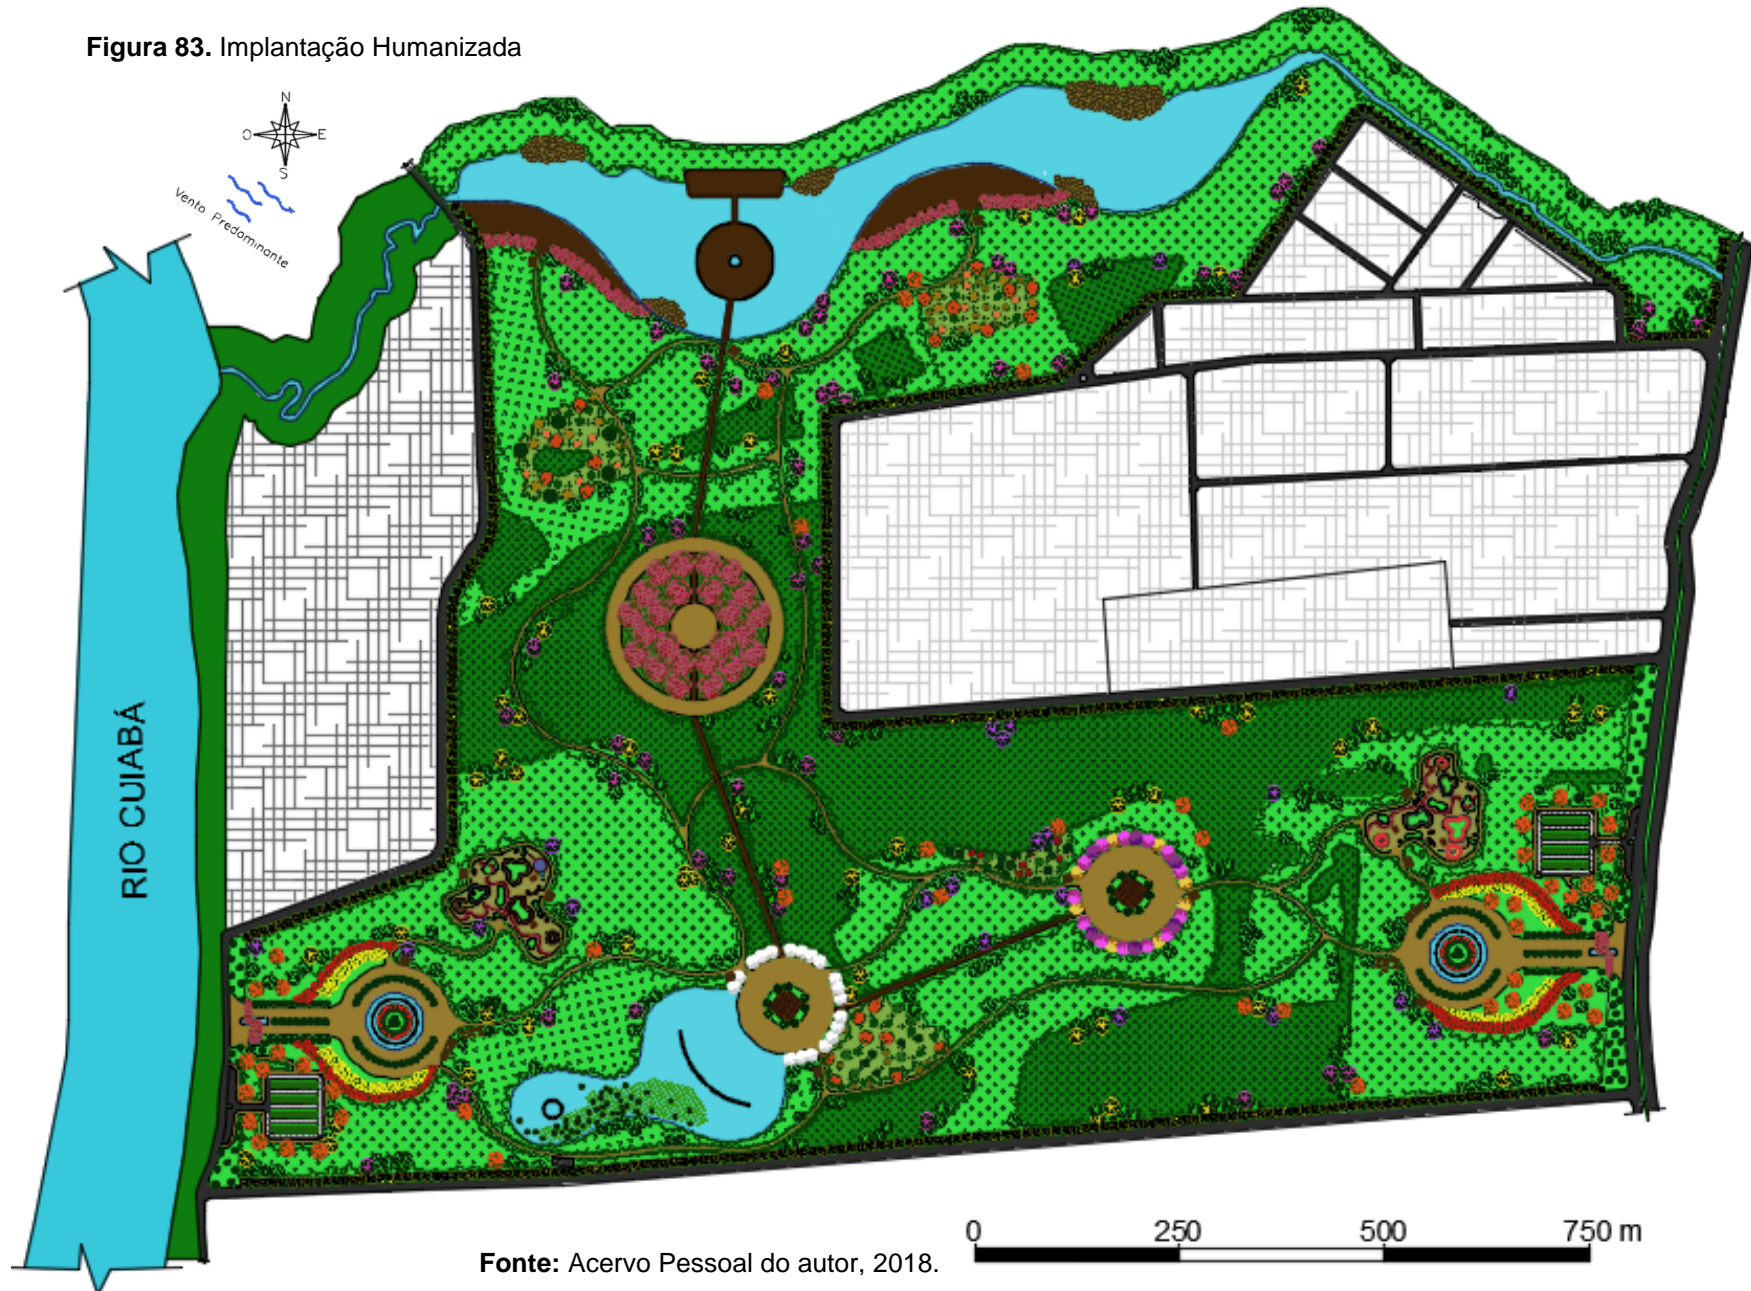 Figura 83. Implantação Humanizada
N
O E
S
Vento Predominante
RIO CUIABÁ
0 250 500 750 m
Fonte: Acervo Pessoal do autor, 2018.